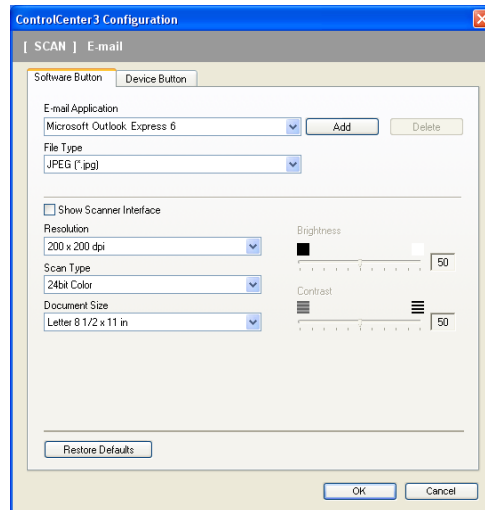 ControlCenter3 Configuration
[ SCAN ] E-mail
Software Button Device Button
E-mail Application
Microsoft Outlook Express 6 Add Delete
File Type
JPEG (*.jpg)
Show Scanner Interface
Resolution Brightness
200 x 200 dpi
50
Scan Type
24bit Color
Contrast
Document Size
Letter 8 1/2 x 11 in 50
Restore Defaults
OK Cancel